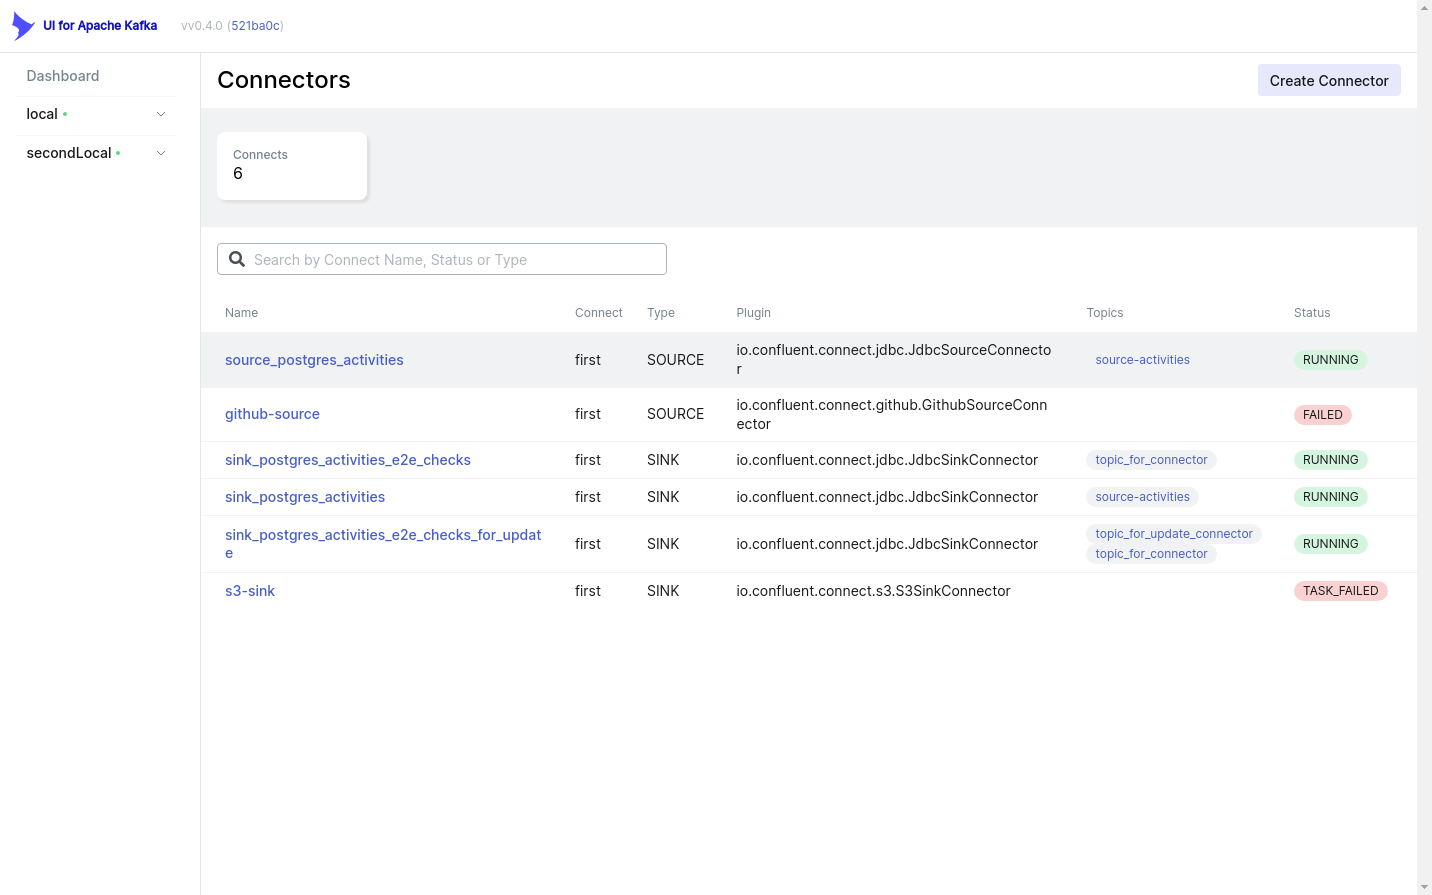 UI for Apache Kafka
vv0.4.0 (521ba0c)
Dashboard
local
secondLocal
Connectors
Create Connector
Connects
6
Search by Connect Name, Status or Type
Name Connect Type Plugin Topics Status
source_postgres_activities first SOURCE io.confluent.connect.jdbc.JdbcSourceConnecto source-activities RUNNING
r
github-source first SOURCE io.confluent.connect.github.GithubSourceConn FAILED
ector
sink_postgres_activities_e2e_checks first SINK io.confluent.connect.jdbc.JdbcSinkConnector topic_for_connector RUNNING
sink_postgres_activities first SINK io.confluent.connect.jdbc.JdbcSinkConnector source-activities RUNNING
sink_postgres_activities_e2e_checks_for_updat first SINK io.confluent.connect.jdbc.JdbcSinkConnector topic_for_update_connector RUNNING
e topic_for_connector
s3-sink first SINK io.confluent.connect.s3.S3SinkConnector TASK_FAILED